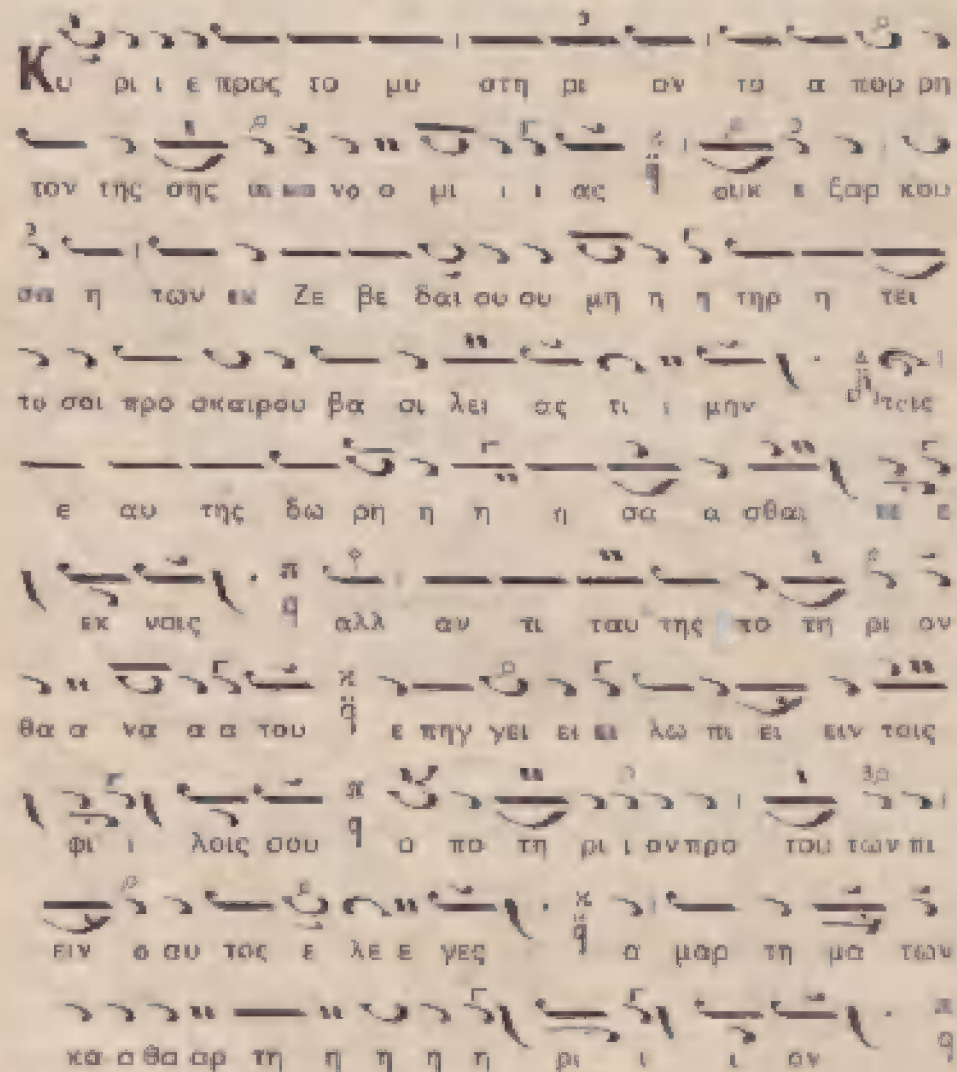 Κυ ρι ι ε προς το μυ στη ρι ον το α πορ ρη
τον της σης οι κο νο ο μι ι ι ας ουκ ε ξαρ κου
σα η των εκ Ζε βε δαι ου ου μη η η τηρ η τει
το σοι προ σκαιρου βα σι λει ας τι ι μην τοις
ε αυ της δω ρη η η η σα α σθαι τε ε
εκ νοις αλλ αν τι ταυ της πο τη ρι ον
θα α να α α του ε πηγ γει ει ει λω πι ει ειν τοις
φι ι λοις σου ο πο τη ρι ι ον προ του των πι
ειν ο αυ τος ε λε ε γες α μαρ τη μα των
κα α θα αρ τη η η η η ρι ι ι ον